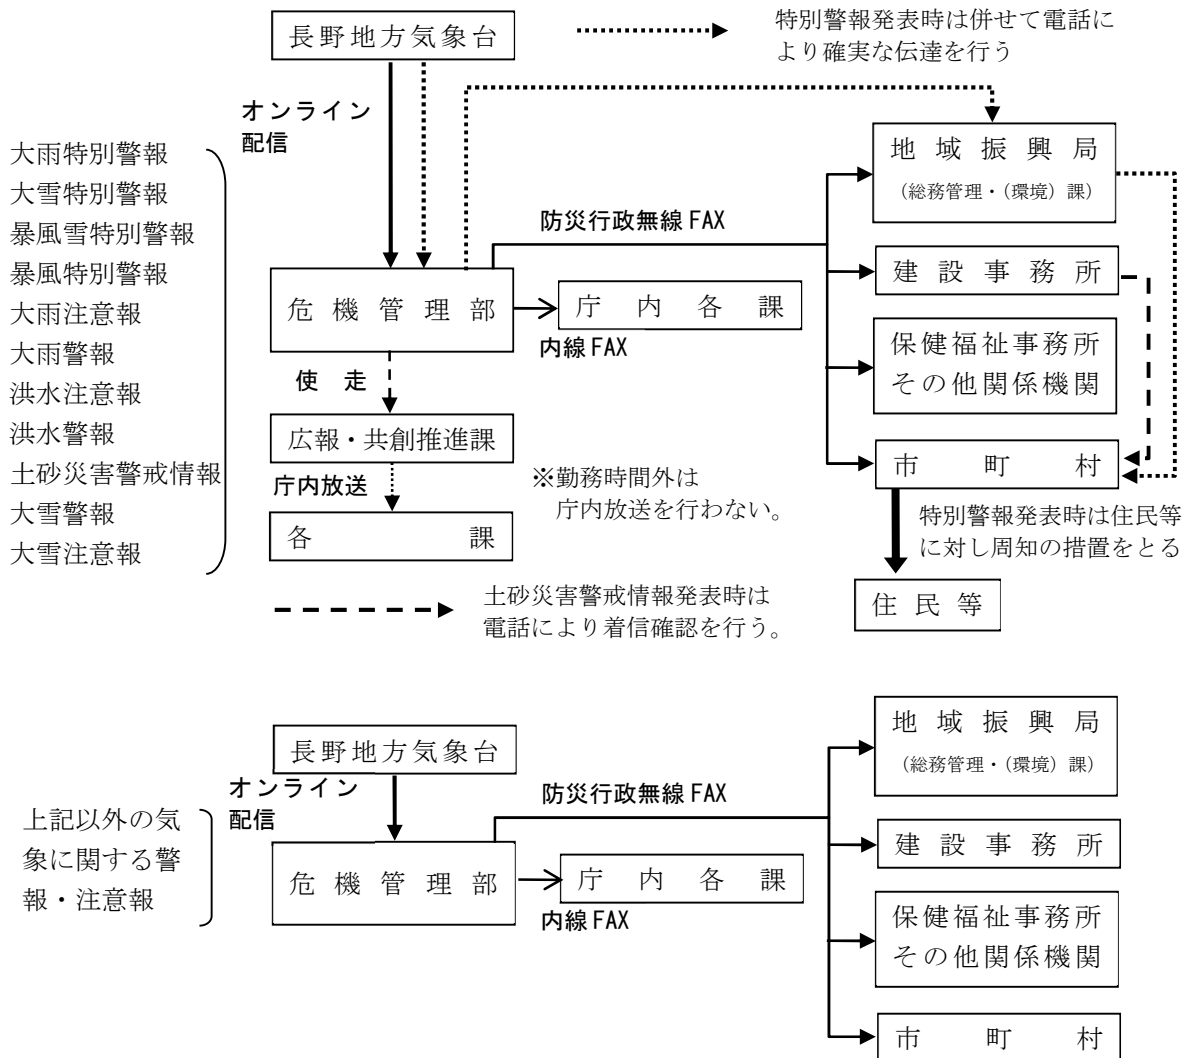 長野地方気象台
特別警報発表時は併せて電話に
より確実な伝達を行う
オンライン
配信
大雨特別警報
大雪特別警報
暴風雪特別警報
暴風特別警報
大雨注意報
大雨警報
洪水注意報
洪水警報
土砂災害警戒情報
大雪警報
大雪注意報
防災行政無線 FAX
地域振興局
(総務管理・(環境)課)
建設事務所
危機管理部
庁内各課
内線 FAX
保健福祉事務所
その他関係機関
使走
広報・共創推進課
市町村
庁内放送
※勤務時間外は
庁内放送を行わない。
各課
特別警報発表時は住民等
に対し周知の措置をとる
住民等
土砂災害警戒情報発表時は
電話により着信確認を行う。
長野地方気象台
オンライン
配信
上記以外の気
象に関する警
報・注意報
防災行政無線 FAX
地域振興局
(総務管理・(環境)課)
建設事務所
危機管理部
庁内各課
内線 FAX
保健福祉事務所
その他関係機関
市町村